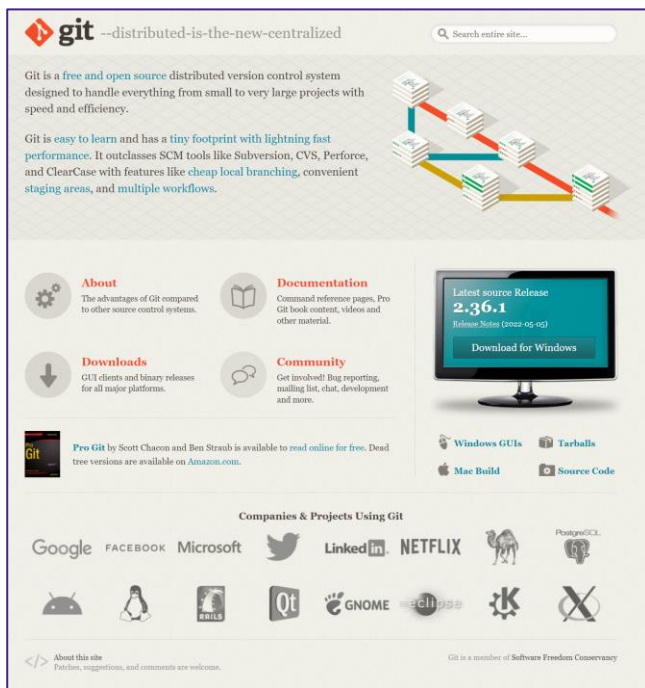 git --distributed-is-the-new-centralized
Search entire site...
Git is a free and open source distributed version control system
designed to handle everything from small to very large projects with
speed and efficiency.
Git is easy to learn and has a tiny footprint with lightning fast
performance. It outclasses SCM tools like Subversion, CVS, Perforce,
and ClearCase with features like cheap local branching, convenient
staging areas, and multiple workflows.
About
The advantages of Git compared
to other source control systems.
Documentation
Command reference pages, Pro
Git book content, videos and
other material.
Downloads
GUI clients and binary releases
for all major platforms.
Community
Get involved! Bug reporting,
mailing list, chat, development
and more.
Latest source Release
2.36.1
Release Notes (2022-05-05)
Download for Windows
Windows GUIs
Tarballs
Mac Build
Source Code
Pro
Git
Pro Git by Scott Chacon and Ben Straub is available to read online for free. Dead
tree versions are available on Amazon.com.
Companies & Projects Using Git
Google FACEBOOK Microsoft LinkedIn NETFLIX PostgreSQL
RAILS Qt GNOME eclipse K X
</> About this site
Patches, suggestions, and comments are welcome.
Git is a member of Software Freedom Conservancy